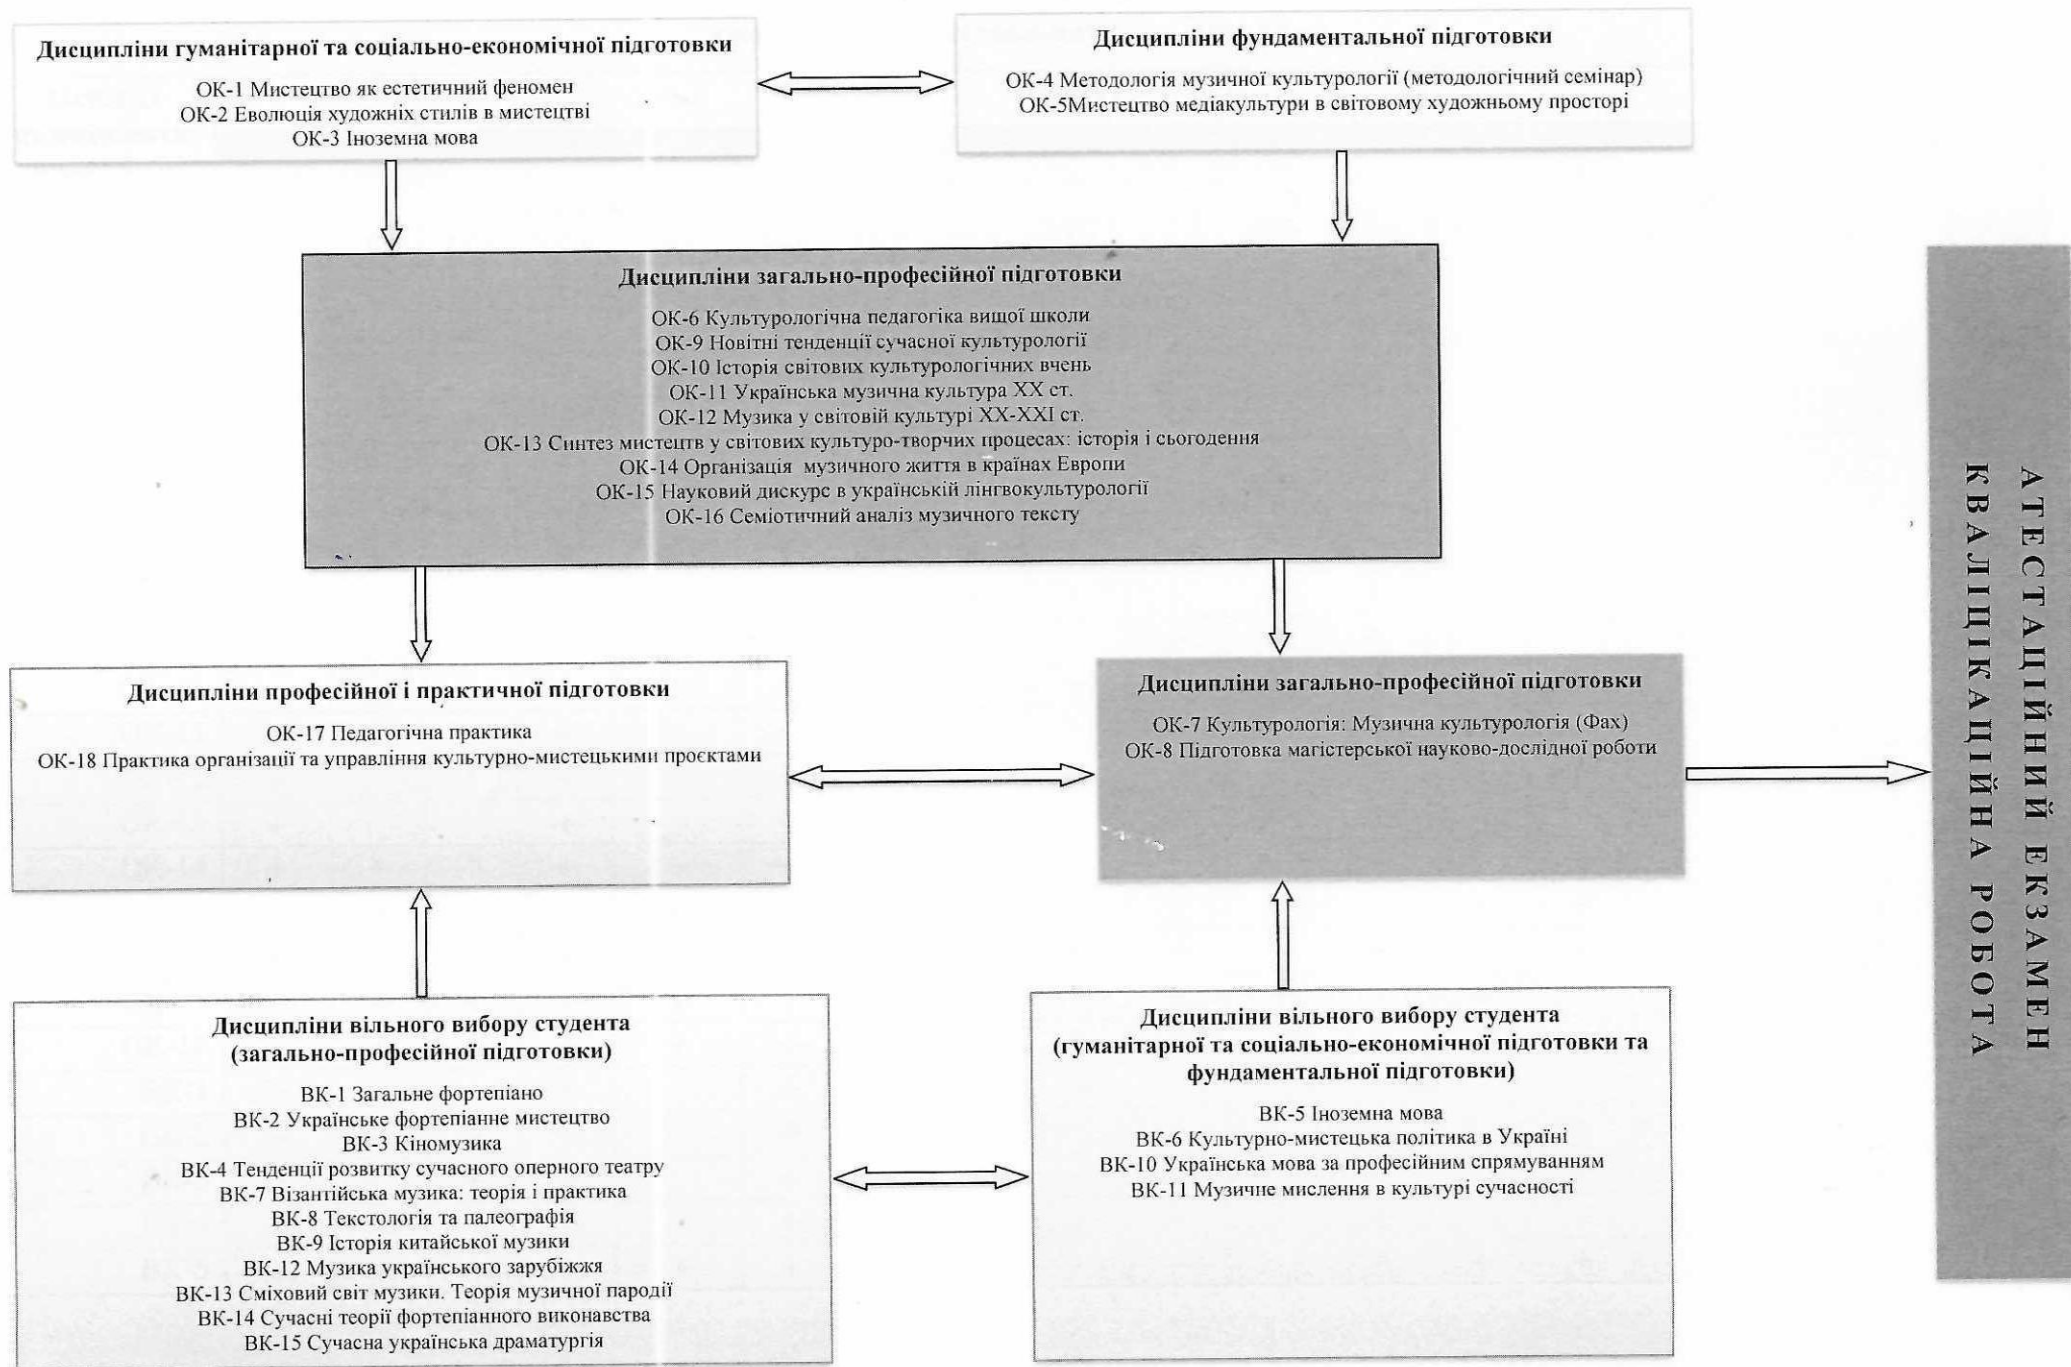 Дисципліни гуманітарної та соціально-економічної підготовки
ОК-1 Мистецтво як естетичний феномен
ОК-2 Еволюція художніх стилів в мистецтві
ОК-3 Іноземна мова
Дисципліни фундаментальної підготовки
ОК-4 Методологія музичної культурології (методологічний семінар)
ОК-5Мистецтво медіакультури в світовому художньому просторі
Дисципліни загально-професійної підготовки
ОК-6 Культурологічна педагогіка вищої школи
ОК-9 Новітні тенденції сучасної культурології
ОК-10 Історія світових культурологічних вчень
ОК-11 Українська музична культура ХХ ст.
ОК-12 Музика у світовій культурі ХХ-ХХІ ст.
ОК-13 Синтез мистецтв у світових культуро-творчих процесах: історія і сьогодення
ОК-14 Організація музичного життя в країнах Европи
ОК-15 Науковий дискурс в українській лінгвокультурології
ОК-16 Семіотичний аналіз музичного тексту
Дисципліни професійної і практичної підготовки
ОК-17 Педагогічна практика
ОК-18 Практика організації та управління культурно-мистецькими проєктами
Дисципліни загально-професійної підготовки
ОК-7 Культурологія: Музична культурологія (Фах)
ОК-8 Підготовка магістерської науково-дослідної роботи
Дисципліни вільного вибору студента
(загально-професійної підготовки)
ВК-1 Загальне фортепіано
ВК-2 Українське фортепіанне мистецтво
ВК-3 Кіномузика
ВК-4 Тенденції розвитку сучасного оперного театру
ВК-7 Візантійська музика: теорія і практика
ВК-8 Текстологія та палеографія
ВК-9 Історія китайської музики
ВК-12 Музика українського зарубіжжя
ВК-13 Сміховий світ музики. Теорія музичної пародії
ВК-14 Сучасні теорії фортепіанного виконавства
ВК-15 Сучасна українська драматургія
Дисципліни вільного вибору студента
(гуманітарної та соціально-економічної підготовки та
фундаментальної підготовки)
ВК-5 Іноземна мова
ВК-6 Культурно-мистецька політика в Україні
ВК-10 Українська мова за професійним спрямуванням
ВК-11 Музичне мислення в культурі сучасності
АТЕСТАЦІЙНИЙ ЕКЗАМЕН
КВАЛІЦІКАЦІЙНА РОБОТА